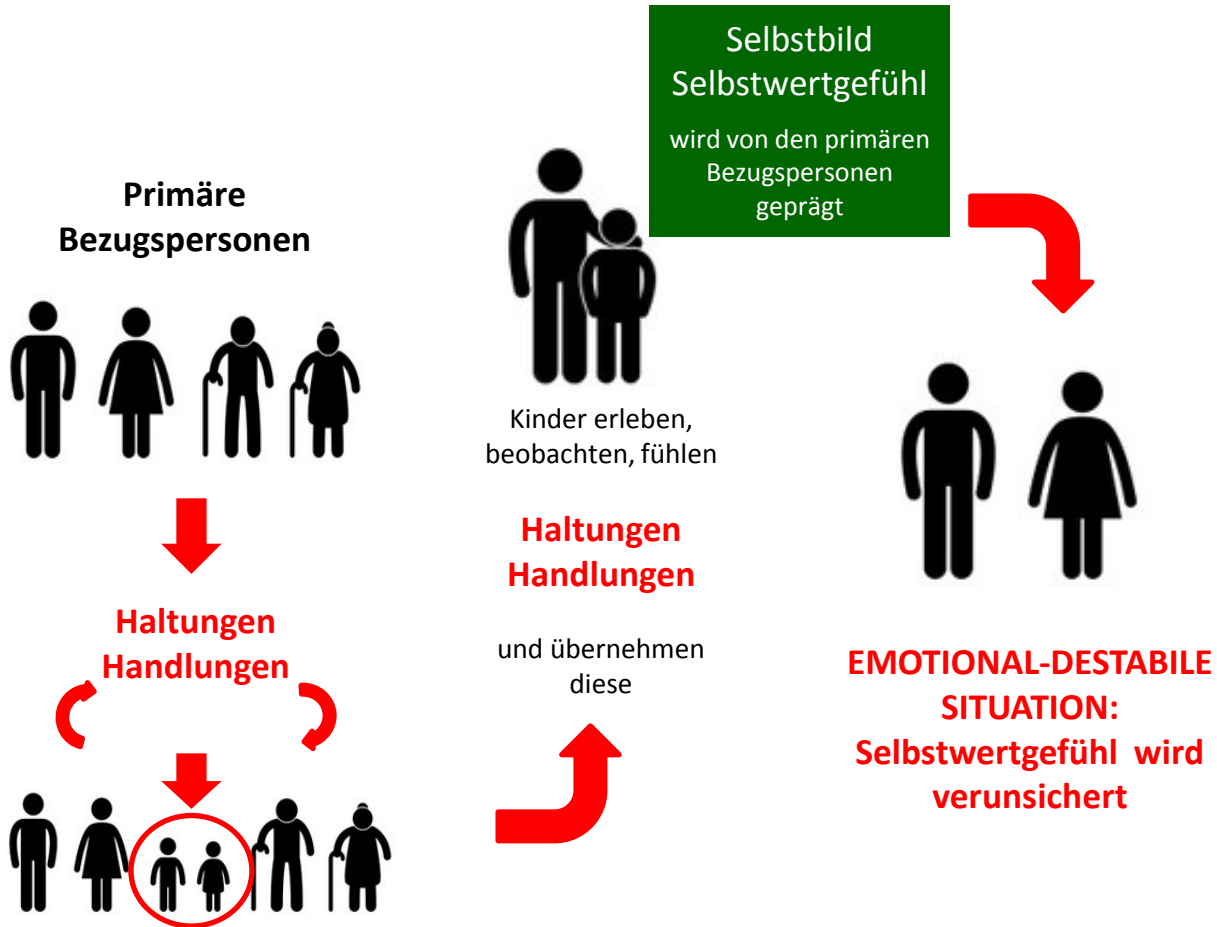 Primäre
Bezugspersonen
Haltungen
Handlungen
Kinder erleben,
beobachten, fühlen
Haltungen
Handlungen
und übernehmen
diese
Selbstbild
Selbstwertgefühl
wird von den primären
Bezugspersonen
geprägt
EMOTIONAL-DESTABILE
SITUATION:
Selbstwertgefühl wird
verunsichert